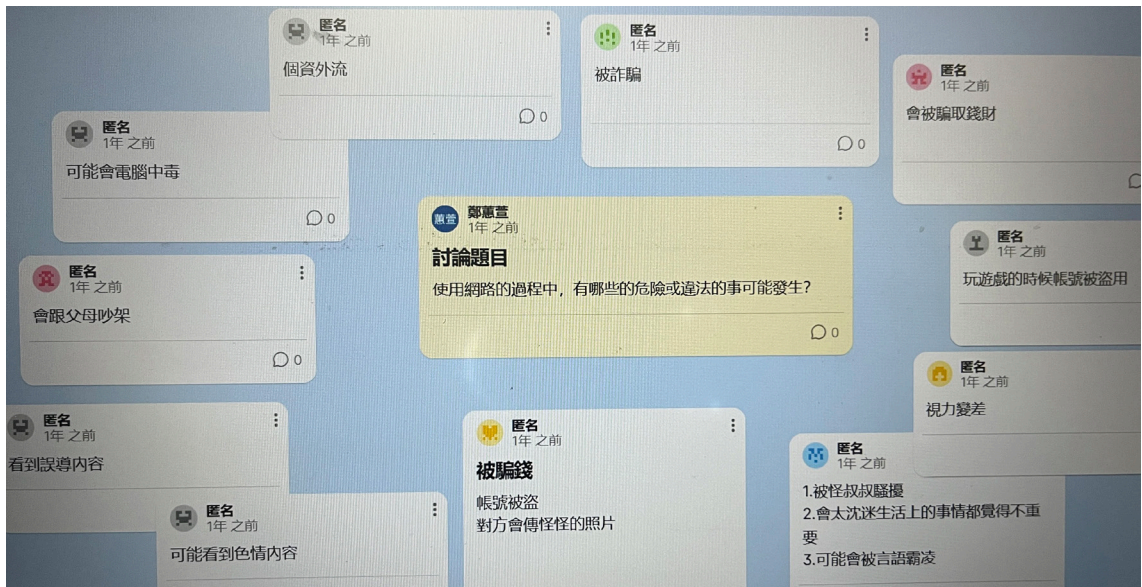 匿名
1年 之前
個資外流
0
匿名
1年 之前
被詐騙
0
匿名
1年 之前
會被騙取錢財
匿名
1年 之前
可能會電腦中毒
0
蕙萱
鄭蕙萱
1年 之前
討論題目
使用網路的過程中，有哪些的危險或違法的事可能發生?
0
匿名
1年 之前
玩遊戲的時候帳號被盜用
匿名
1年 之前
會跟父母吵架
0
匿名
1年 之前
視力變差
匿名
1年 之前
看到誤導內容
匿名
1年 之前
被騙錢
帳號被盜
對方會傳怪怪的照片
匿名
1年 之前
1.被怪叔叔騷擾
2.會太沈迷生活上的事情都覺得不重
要
3.可能會被言語霸凌
匿名
1年 之前
可能看到色情內容